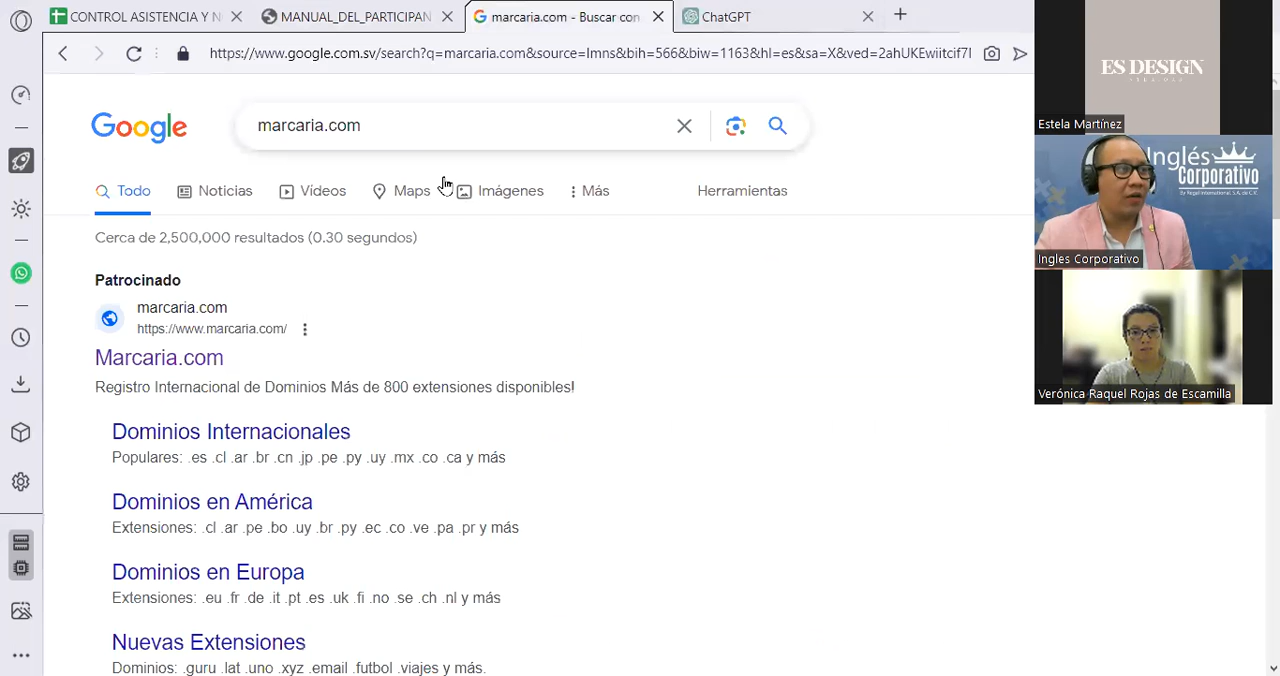 CONTROL ASISTENCIA Y N
MANUAL_DEL_PARTICIPAN
marcaria.com - Buscar con
ChatGPT
https://www.google.com.sv/search?q=marcaria.com&source=lmns&bih=566&biw=1163&hl=es&sa=X&ved=2ahUKEwiitcif7l
Google
marcaria.com
Todo
Noticias
Vídeos
Maps
Imágenes
Más
Herramientas
Cerca de 2,500,000 resultados (0.30 segundos)
Patrocinado
marcaria.com
https://www.marcaria.com/
Marcaria.com
Registro Internacional de Dominios Más de 800 extensiones disponibles!
Dominios Internacionales
Populares: .es .cl .ar .br .cn .jp .pe .py .uy .mx .co .ca y más
Dominios en América
Extensiones: .cl .ar .pe .bo .uy .br .py .ec .co .ve .pa .pr y más
Dominios en Europa
Extensiones: .eu .fr .de .it .pt .es .uk .fi .no .se .ch .nl y más
Nuevas Extensiones
Dominios: .guru .lat .uno .xyz .email .futbol .viajes y más.
ES DESIGN
Estela Martínez
Inglés
Corporativo
Ingles Corporativo
Verónica Raquel Rojas de Escamilla